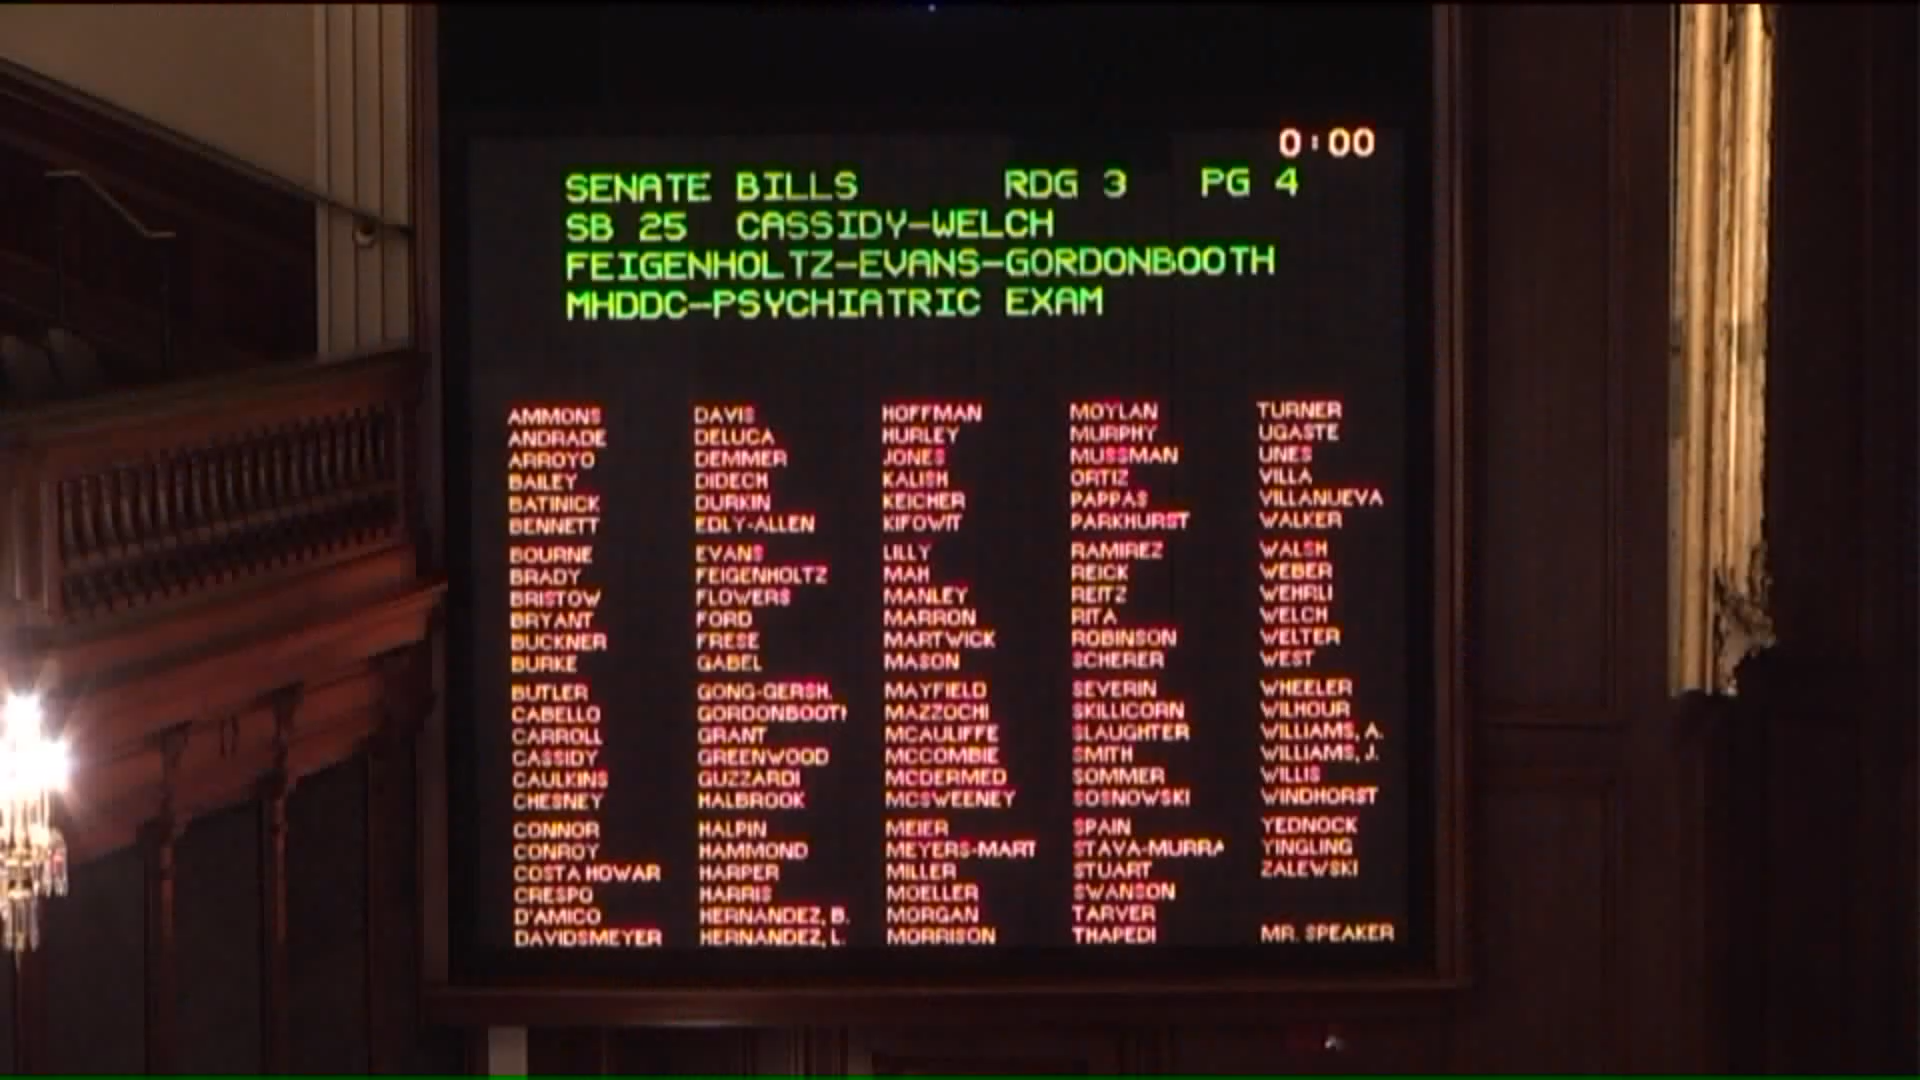 0:00
SENATE BILLS RDG 3 PG 4
SB 25 CASSIDY-WELCH
FEIGENHOLTZ-EVANS-GORDONBOOTH
MHDDC-PSYCHIATRIC EXAM
AMMONS DAVIS HOFFMAN MOYLAN TURNER
ANDRADE DELUCA HURLEY MURPHY UGASTE
ARROYO DEMMER JONES MUSSMAN UNES
BAILEY DIDECH KALISH ORTIZ VILLA
BATINICK DURKIN KEICHER PAPPAS VILLANUEVA
BENNETT EDLY-ALLEN KIFOWIT PARKHURST WALKER
BOURNE EVANS LILLY RAMIREZ WALSH
BRADY FEIGENHOLTZ MAH REICK WEBER
BRISTOW FLOWERS MANLEY REITZ WEHRLI
BRYANT FORD MARRON RITA WELCH
BUCKNER FRESE MARTWICK ROBINSON WELTER
BURKE GABEL MASON SCHERER WEST
BUTLER GONG-GERSH. MAYFIELD SEVERIN WHEELER
CABELLO GORDONBOOTH MAZZOCHI SKILLICORN WILHOUR
CARROLL GRANT MCAULIFFE SLAUGHTER WILLIAMS, A.
CASSIDY GREENWOOD MCCOMBIE SMITH WILLIAMS, J.
CAULKINS GUZZARDI MCDERMED SOMMER WILLIS
CHESNEY HALBROOK MCSWEENEY SOSNOWSKI WINDHORST
CONNOR HALPIN MEIER SPAIN YEDNOCK
CONROY HAMMOND MEYERS-MART STAVA-MURRA YINGLING
COSTA HOWAR HARPER MILLER STUART ZALEWSKI
CRESPO HARRIS MOELLER SWANSON
D'AMICO HERNANDEZ, B. MORGAN TARVER
DAVIDSMEYER HERNANDEZ, L. MORRISON THAPEDI MR. SPEAKER